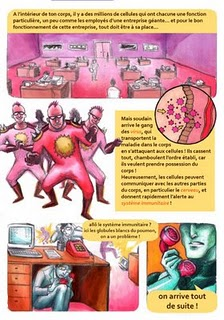 A l'intérieur de ton corps, il y a des millions de cellules qui ont chacune une fonction
particulière, un peu comme les employés d'une entreprise géante... et pour le bon
fonctionnement de cette entreprise, tout doit être à sa place...
Mais soudain
arrive le gang
des virus, qui
transportent la
maladie dans le corps
en s'attaquant aux cellules ! Ils cassent
tout, chamboulent l'ordre établi, car
ils veulent prendre possession du
corps !
Heureusement, les cellules peuvent
communiquer avec les autres parties du
corps, en particulier le cerveau, et
donnent rapidement l'alerte au
système immunitaire !
allô le système immunitaire ?
ici les globules blancs du poumon,
on a un problème !
on arrive tout
de suite !